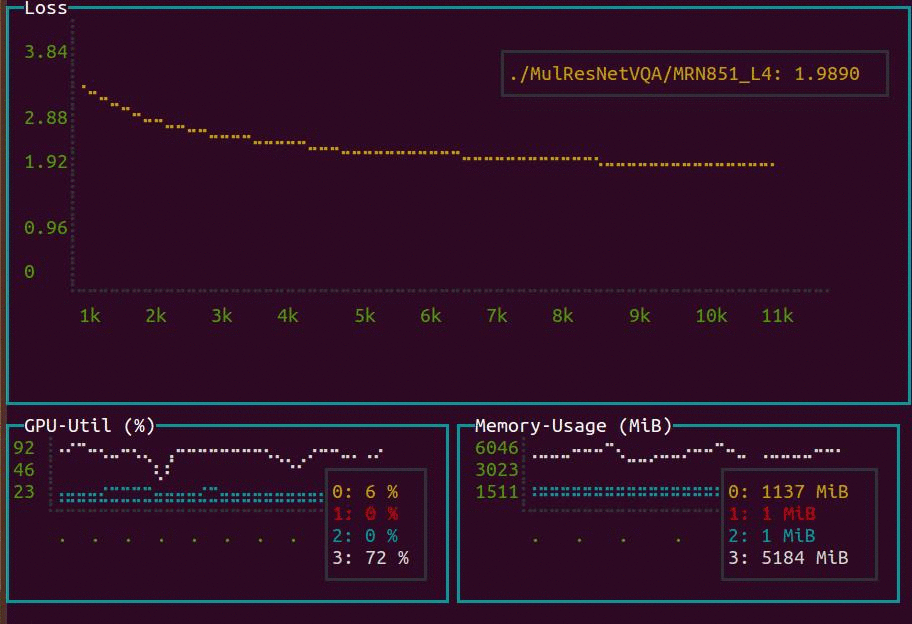 Loss
3.84
./MulResNetVQA/MRN851_L4: 1.9890
2.88
1.92
0.96
0
1k 2k 3k 4k 5k 6k 7k 8k 9k 10k 11k
GPU-Util (%)
92
46
23
0: 6 %
1: 0 %
2: 0 %
3: 72 %
Memory-Usage (MiB)
6046
3023
1511
0: 1137 MiB
1: 1 MiB
2: 1 MiB
3: 5184 MiB